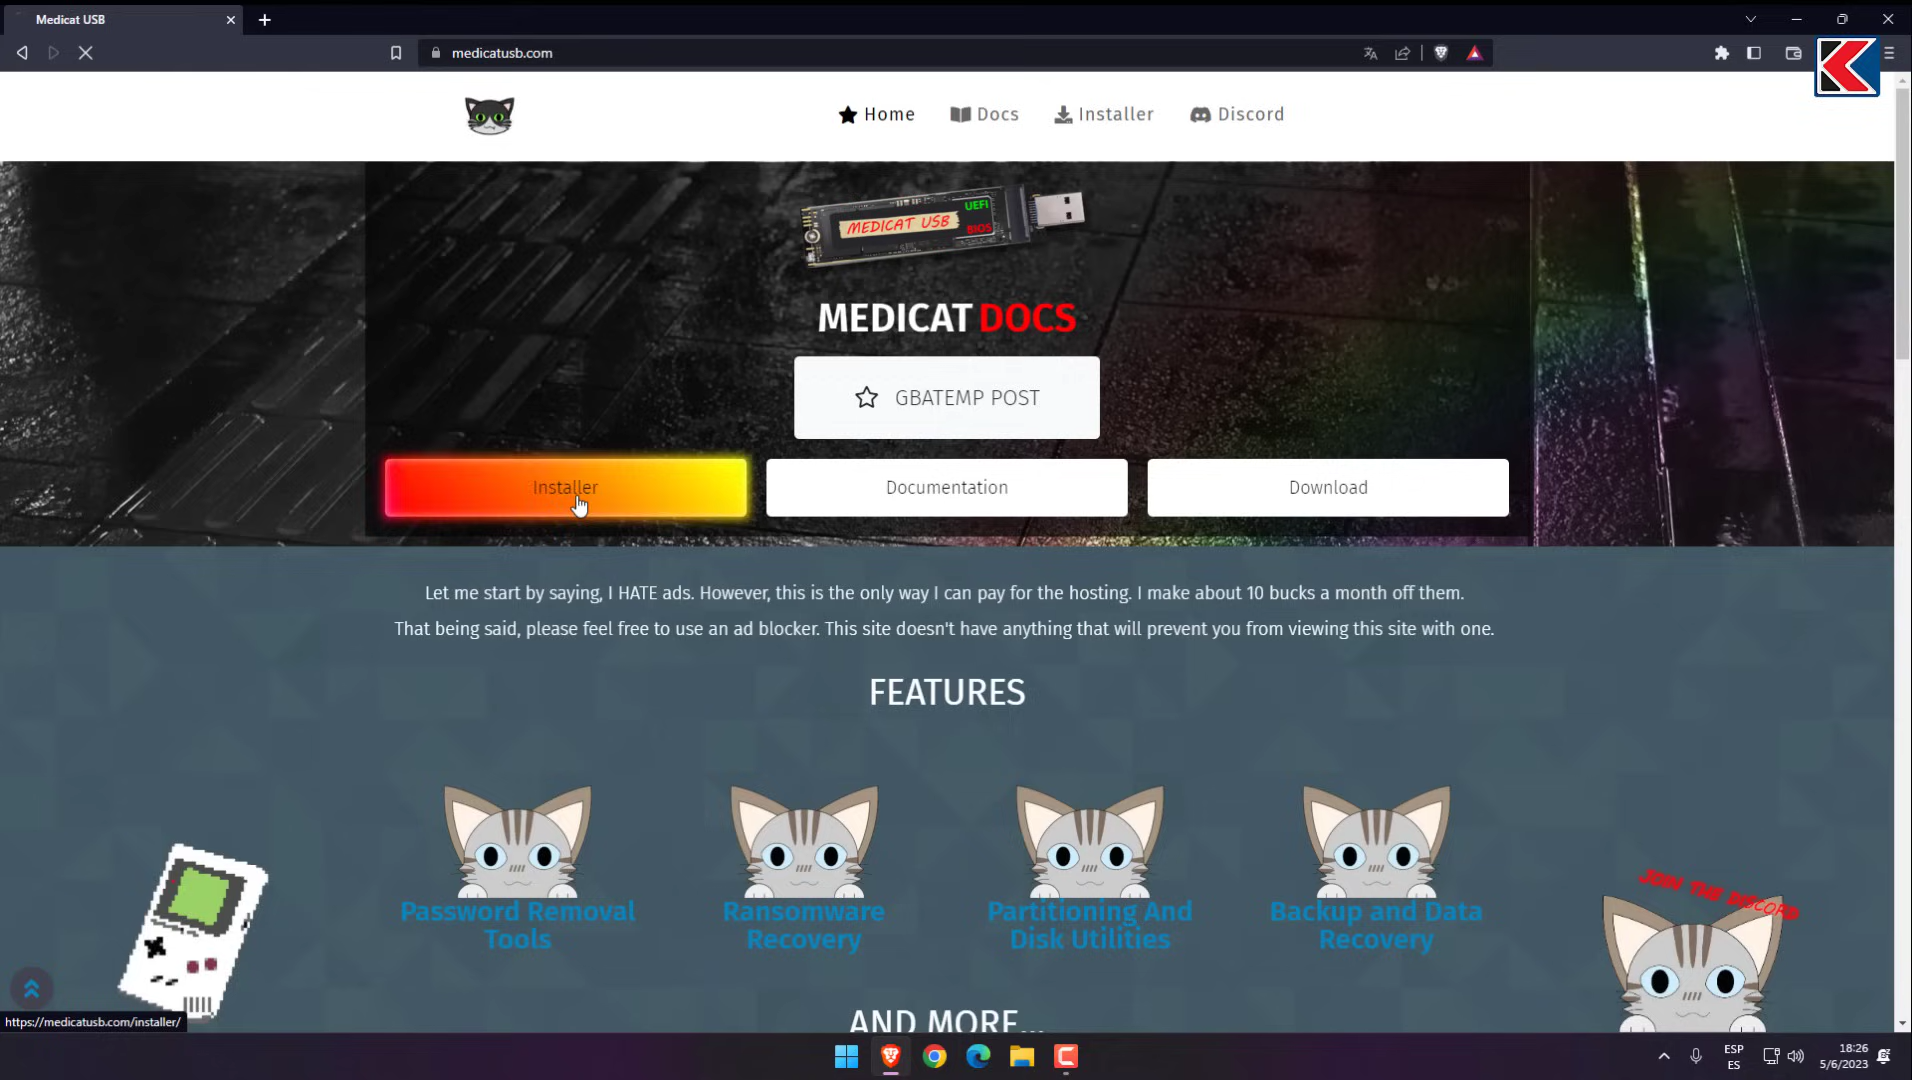 Medicat USB
medicatusb.com
Home Docs Installer Discord
MEDICAT USB
UEFI
BIOS
MEDICAT DOCS
GBATEMP POST
Installer
Documentation
Download
Let me start by saying, I HATE ads. However, this is the only way I can pay for the hosting. I make about 10 bucks a month off them.
That being said, please feel free to use an ad blocker. This site doesn't have anything that will prevent you from viewing this site with one.
FEATURES
Password Removal
Tools
Ransomware
Recovery
Partitioning And
Disk Utilities
Backup and Data
Recovery
JOIN THE DISCORD
AND MORE...
https://medicatusb.com/installer/
ESP
ES
18:26
5/6/2023